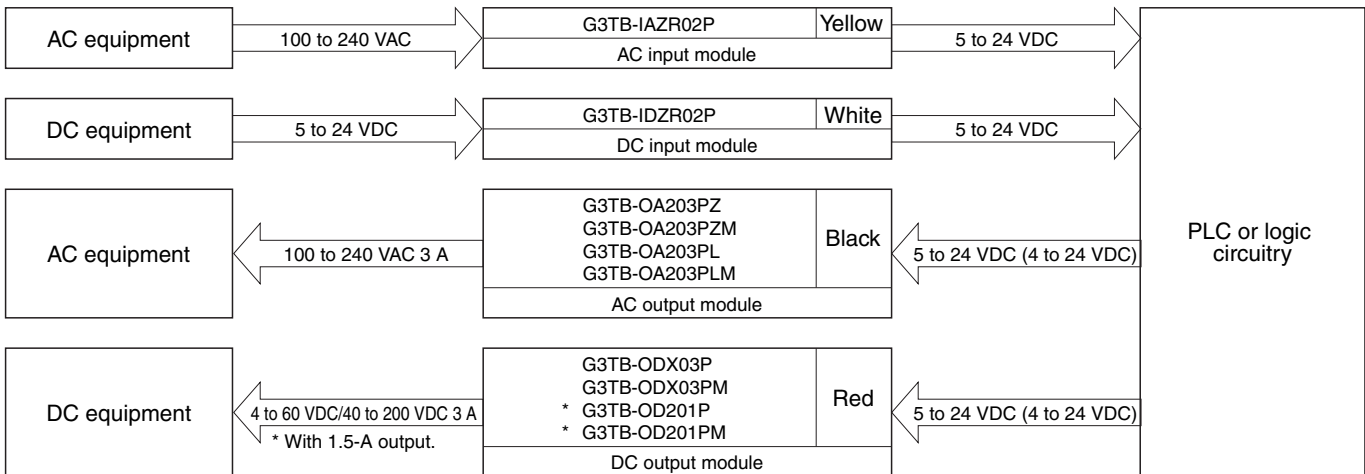 AC equipment
100 to 240 VAC
G3TB-IAZR02P
Yellow
AC input module
5 to 24 VDC
DC equipment
5 to 24 VDC
G3TB-IDZR02P
White
DC input module
5 to 24 VDC
AC equipment
100 to 240 VAC 3 A
G3TB-OA203PZ
G3TB-OA203PZM
G3TB-OA203PL
G3TB-OA203PLM
Black
AC output module
5 to 24 VDC (4 to 24 VDC)
DC equipment
4 to 60 VDC/40 to 200 VDC 3 A
* With 1.5-A output.
G3TB-ODX03P
G3TB-ODX03PM
* G3TB-OD201P
* G3TB-OD201PM
Red
DC output module
5 to 24 VDC (4 to 24 VDC)
PLC or logic
circuitry